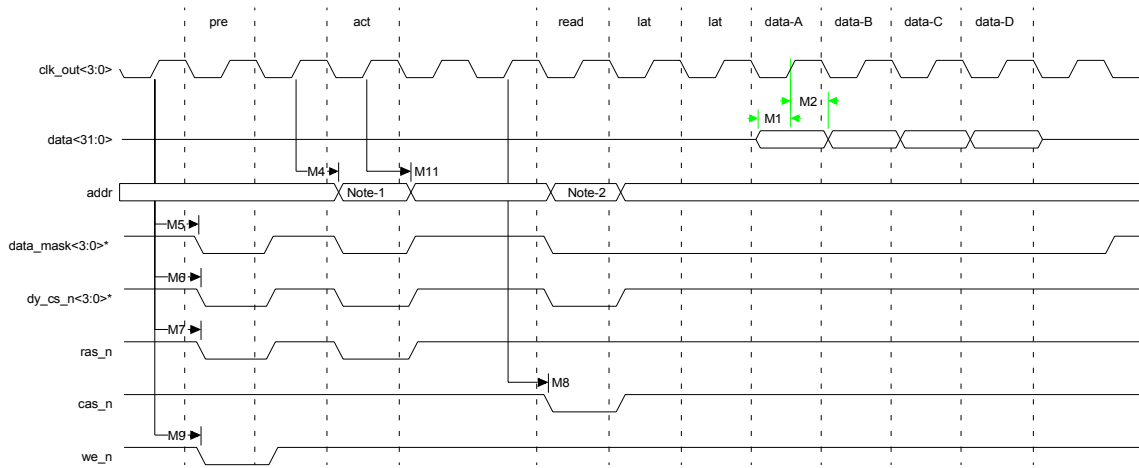 pre act read lat lat data-A data-B data-C data-D
clk_out<3:0>
M2
M1
data<31:0>
M4 M11
addr Note-1 Note-2
M5
data_mask<3:0>*
M6
dy_cs_n<3:0>*
M7
ras_n
M8
cas_n
M9
we_n